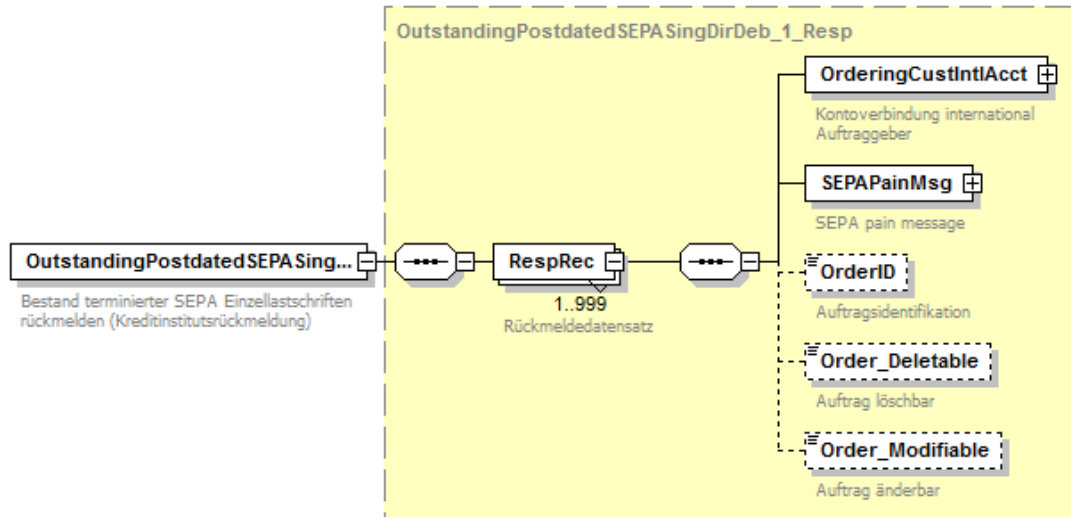 OutstandingPostdatedSEPASingDirDeb_1_Resp
OrderingCustIntlAcct
Kontoverbindung international
Auftraggeber
SEPAPainMsg
SEPA pain message
OutstandingPostdatedSEPASing...
Bestand terminierter SEPA Einzellastschriften
rückmelden (Kreditinstitutsrückmeldung)
RespRec
1..999
Rückmeldedatensatz
OrderID
Auftragsidentifikation
Order_Deletable
Auftrag löschbar
Order_Modifiable
Auftrag änderbar